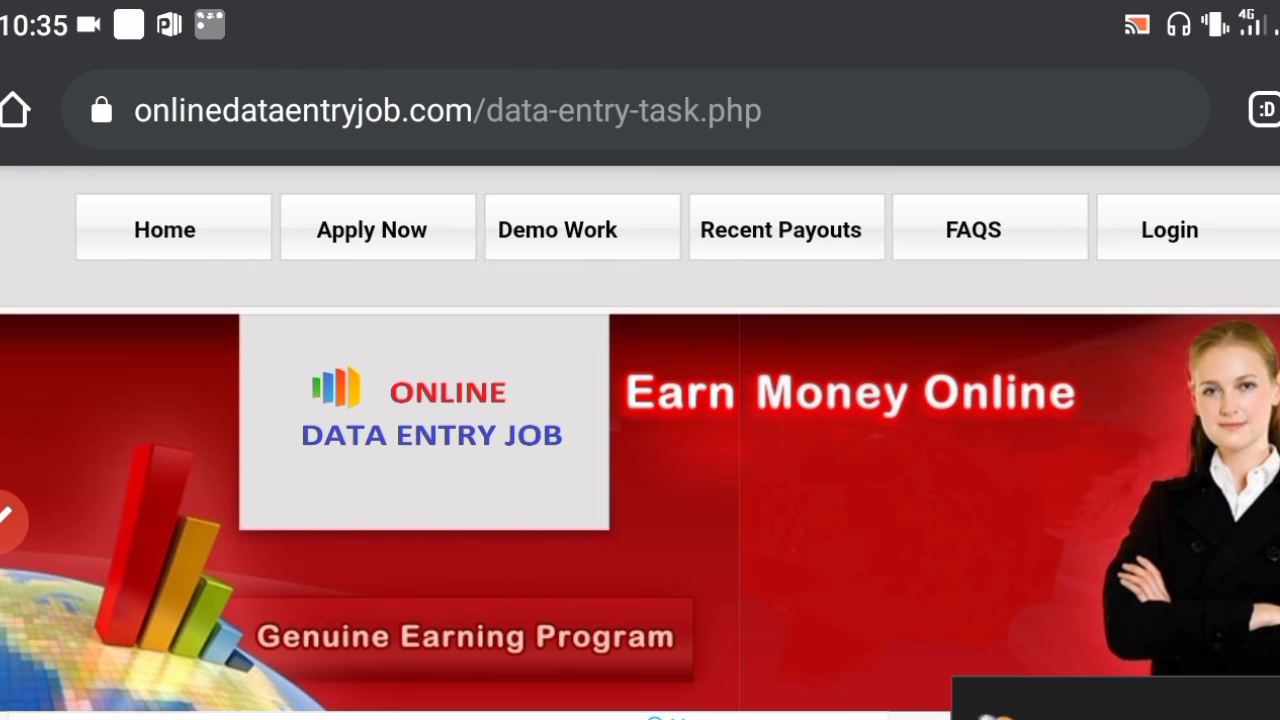 10:35
4G
onlinedataentryjob.com/data-entry-task.php
:D
Home Apply Now Demo Work Recent Payouts FAQS Login
ONLINE
DATA ENTRY JOB
Earn Money Online
Genuine Earning Program